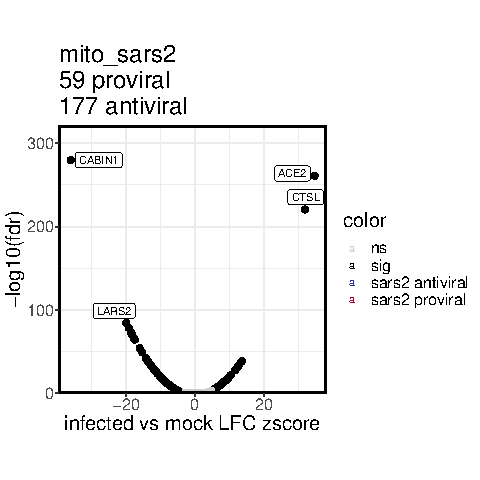 mito_sars2
59 proviral
177 antiviral
300
200
100
0
−log10(fdr)
CABIN1
ACE2
CTSL
LARS2
−20
0
20
infected vs mock LFC zscore
color
a ns
a sig
a sars2 antiviral
a sars2 proviral